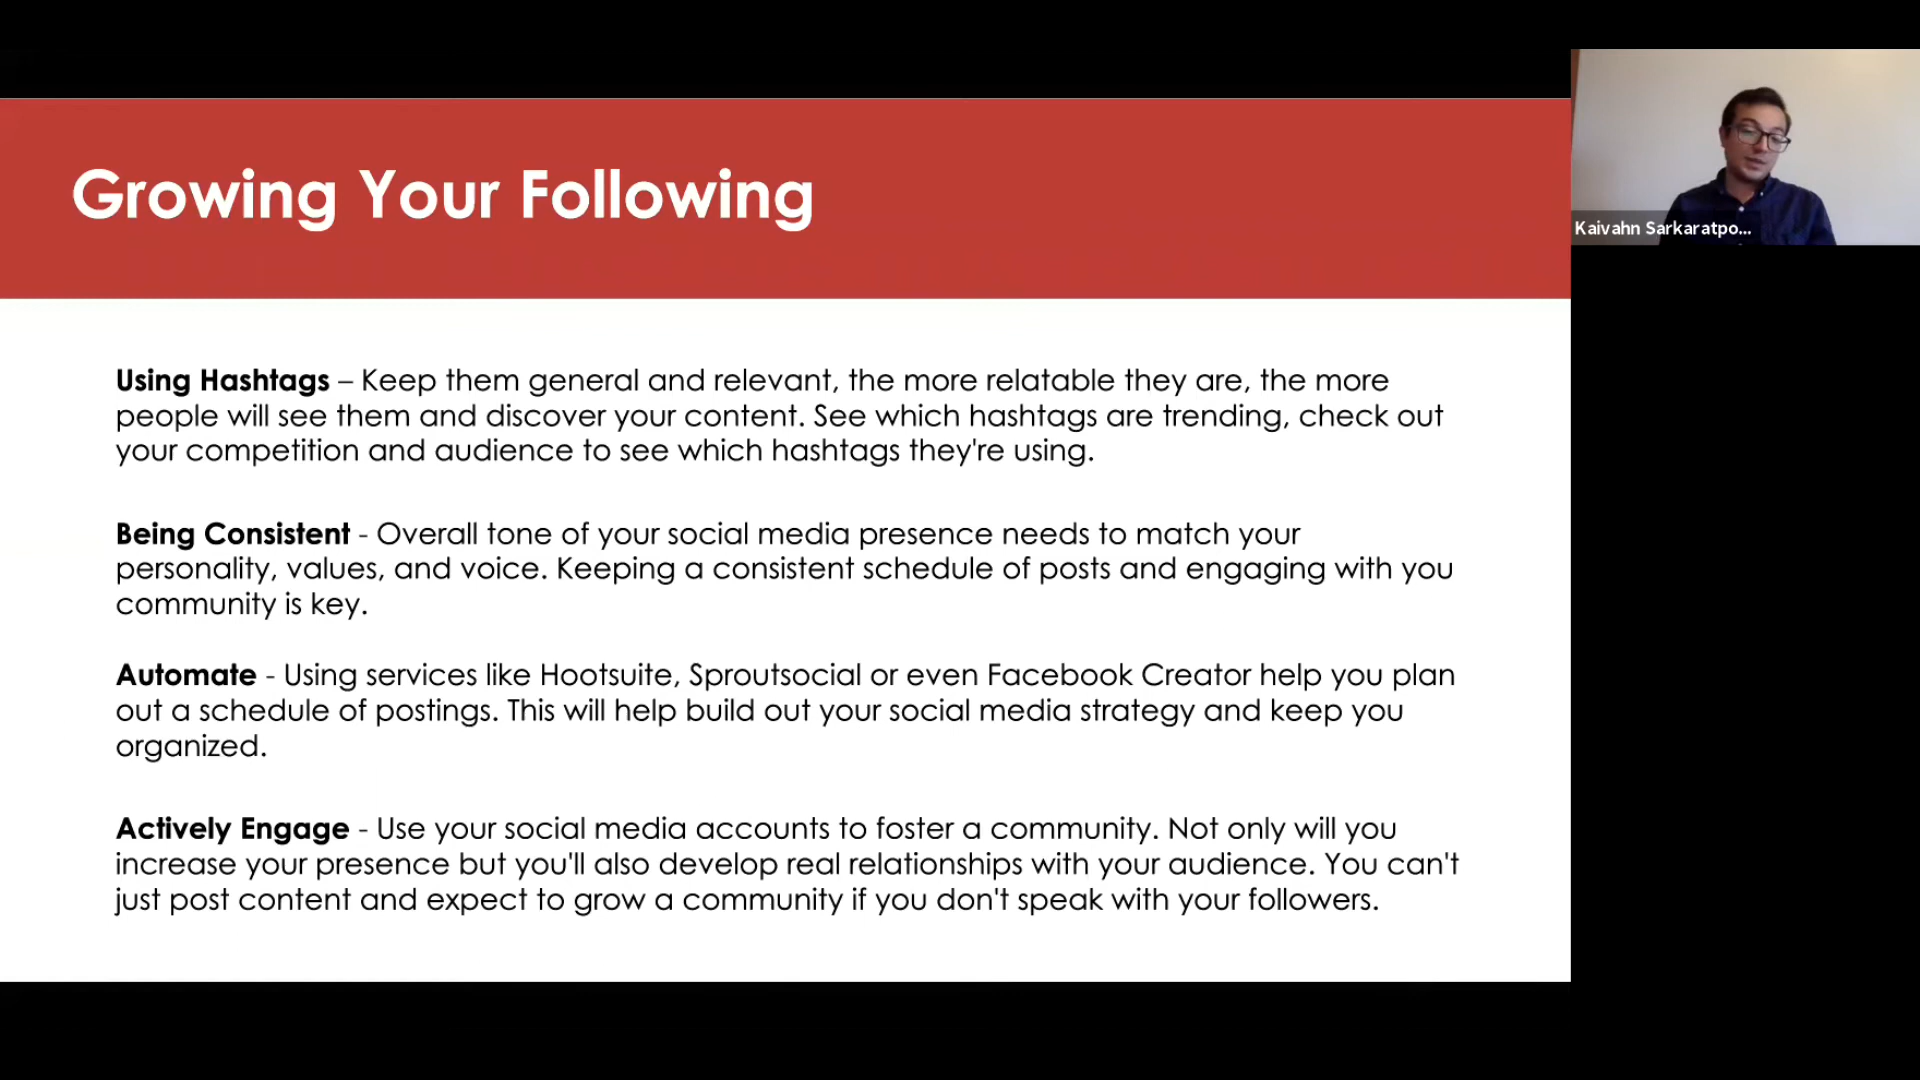 Growing Your Following
Kaivahn Sarkaratpo...
Using Hashtags – Keep them general and relevant, the more relatable they are, the more
people will see them and discover your content. See which hashtags are trending, check out
your competition and audience to see which hashtags they're using.
Being Consistent - Overall tone of your social media presence needs to match your
personality, values, and voice. Keeping a consistent schedule of posts and engaging with you
community is key.
Automate - Using services like Hootsuite, Sproutsocial or even Facebook Creator help you plan
out a schedule of postings. This will help build out your social media strategy and keep you
organized.
Actively Engage - Use your social media accounts to foster a community. Not only will you
increase your presence but you'll also develop real relationships with your audience. You can't
just post content and expect to grow a community if you don't speak with your followers.